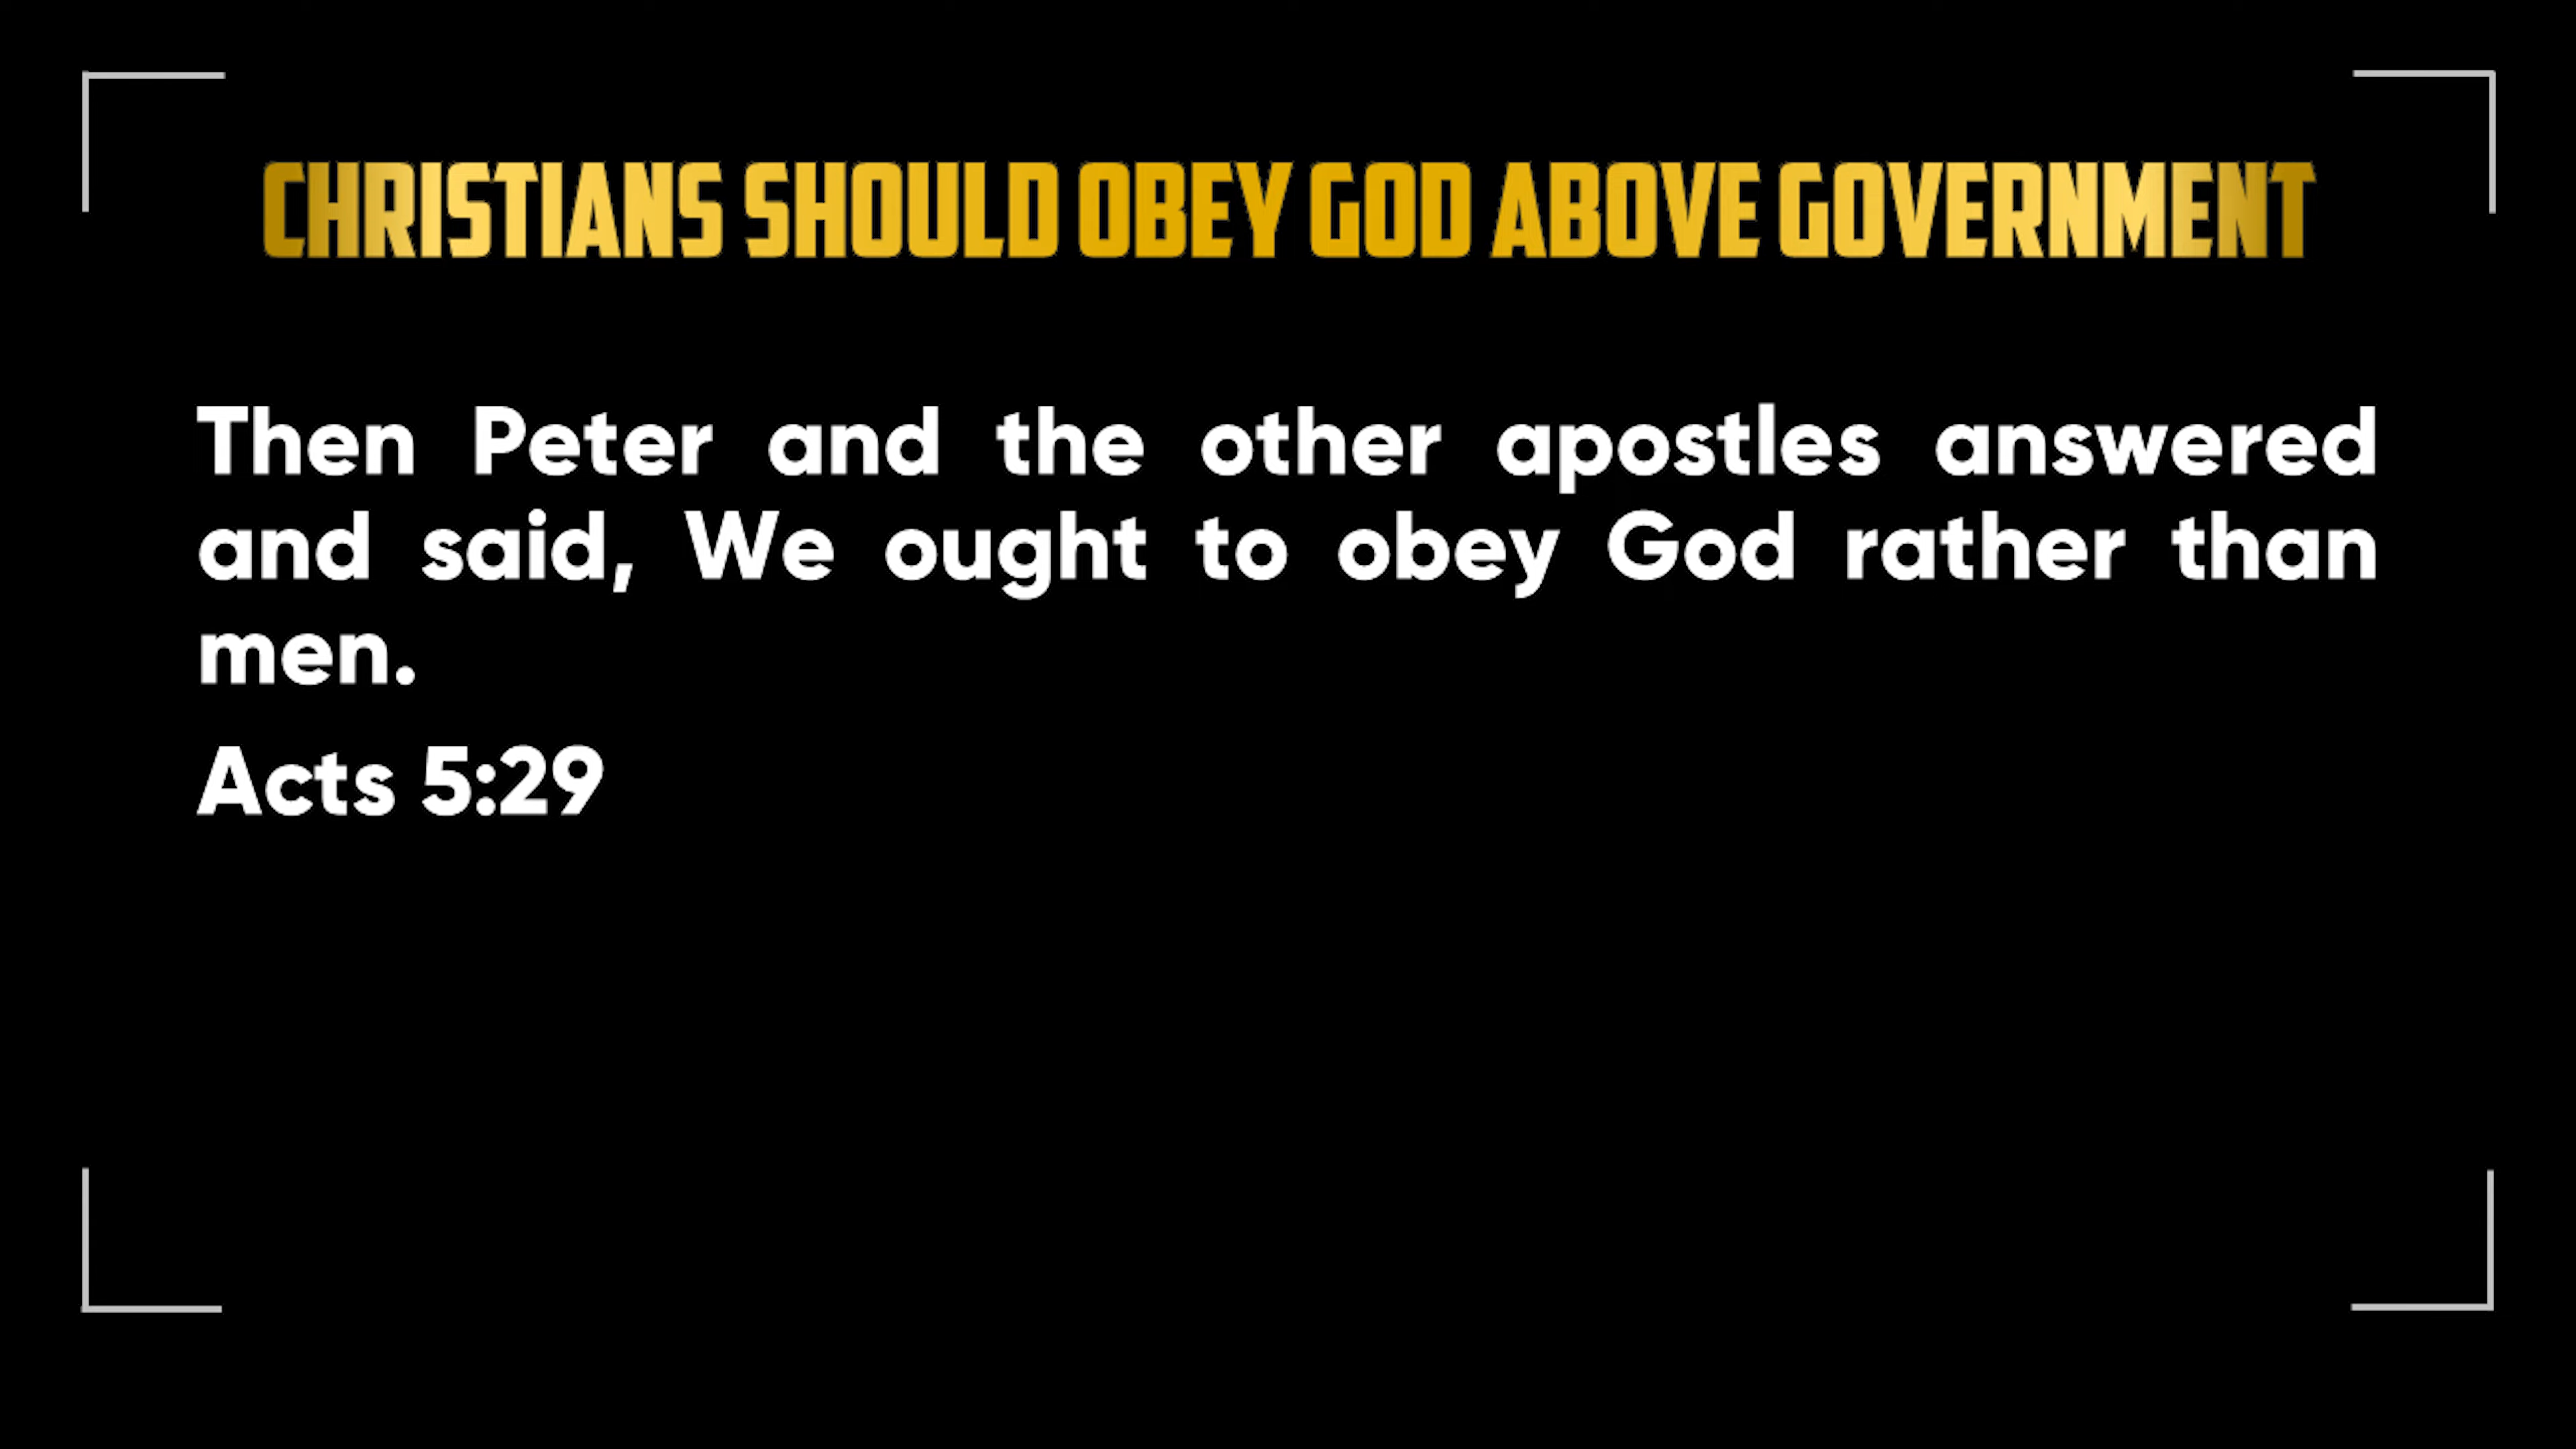 CHRISTIANS SHOULD OBEY GOD ABOVE GOVERNMENT
Then Peter and the other apostles answered
and said, We ought to obey God rather than
men.
Acts 5:29